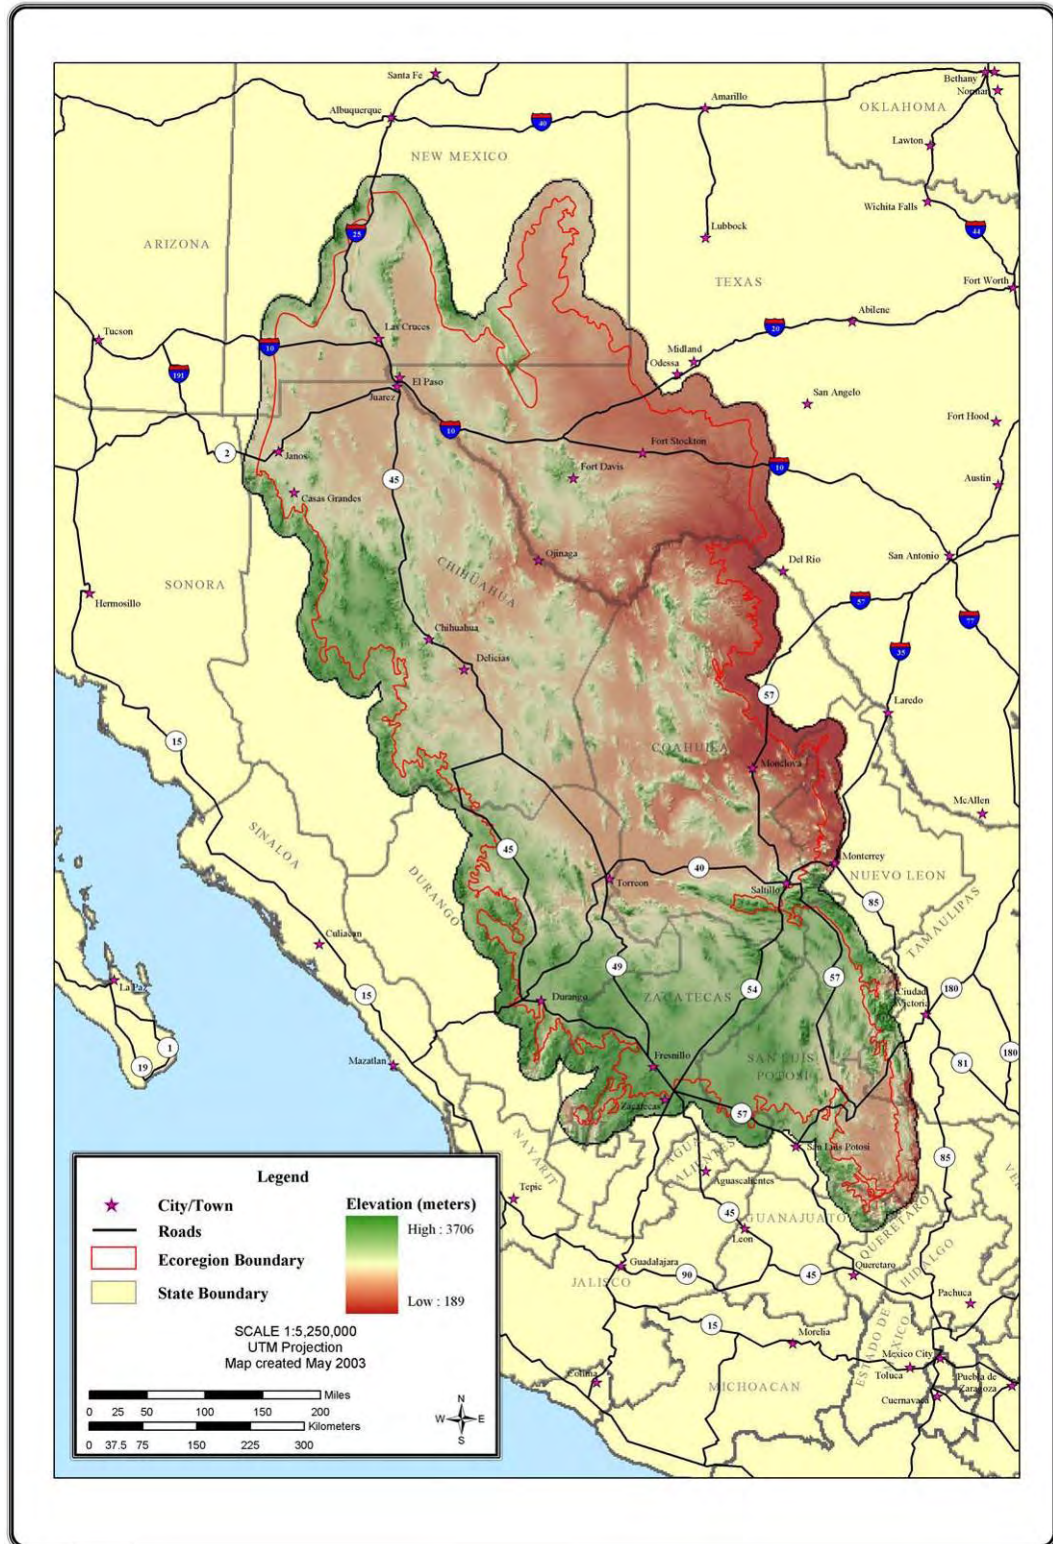 Santa Fe
Bethany
Norman
Albuquerque
Amarillo
OKLAHOMA
40
Lawton
NEW MEXICO
Wichita Falls
25
44
Lubbock
ARIZONA
TEXAS
Fort Worth
Abilene
Tucson
Las Cruces
20
10
Midland
191
Odessa
El Paso
Juarez
San Angelo
Fort Hood
10
2
Janos
Fort Stockton
10
45
Fort Davis
Austin
Casas Grandes
Ojinaga
San Antonio
Del Rio
SONORA
CHIHUAHUA
Hermosillo
57
77
Chihuahua
35
Delicias
57
Laredo
15
COAHUILA
Monclova
McAllen
SINALOA
45
Monterrey
40
DURANGO
Torreon
Saltillo
NUEVO LEON
85
TAMAULIPAS
Culiacan
49
57
La Paz
54
Ciudad
Victoria
180
15
Durango
ZACATECAS
1
19
Mazatlan
Fresnillo
SAN LUIS
POTOSI
81
180
Zacatecas
57
NAYARIT
AGUAS
CALIENTES
San Luis Potosi
85
Aguascalientes
Tepic
45
GUANAJUATO
QUERETARO
Leon
HIDALGO
Guadalajara
90
45
Queretaro
JALISCO
Pachuca
15
ESTADO DE
MEXICO
Morelia
Mexico City
Toluca
Puebla de
Zaragoza
Colima
MICHOACAN
Cuernavaca
Legend
City/Town
Roads
Ecoregion Boundary
State Boundary
Elevation (meters)
High : 3706
Low : 189
SCALE 1:5,250,000
UTM Projection
Map created May 2003
Miles
0 25 50 100 150 200
Kilometers
0 37.5 75 150 225 300
N
W E
S